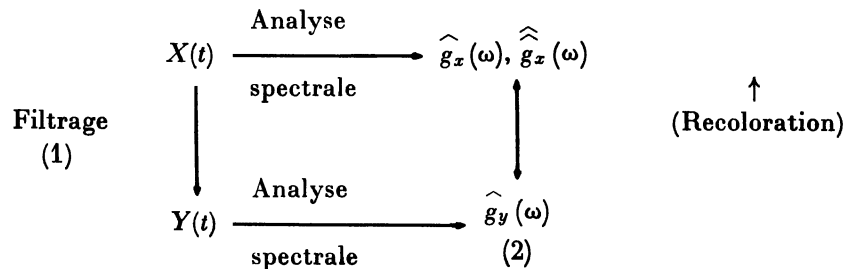 Analyse
X(t) ĝ_x(ω), ĝ̂_x(ω)
spectrale ↑
Filtrage (Recoloration)
(1)
Analyse
Y(t) ĝ_y(ω)
spectrale (2)